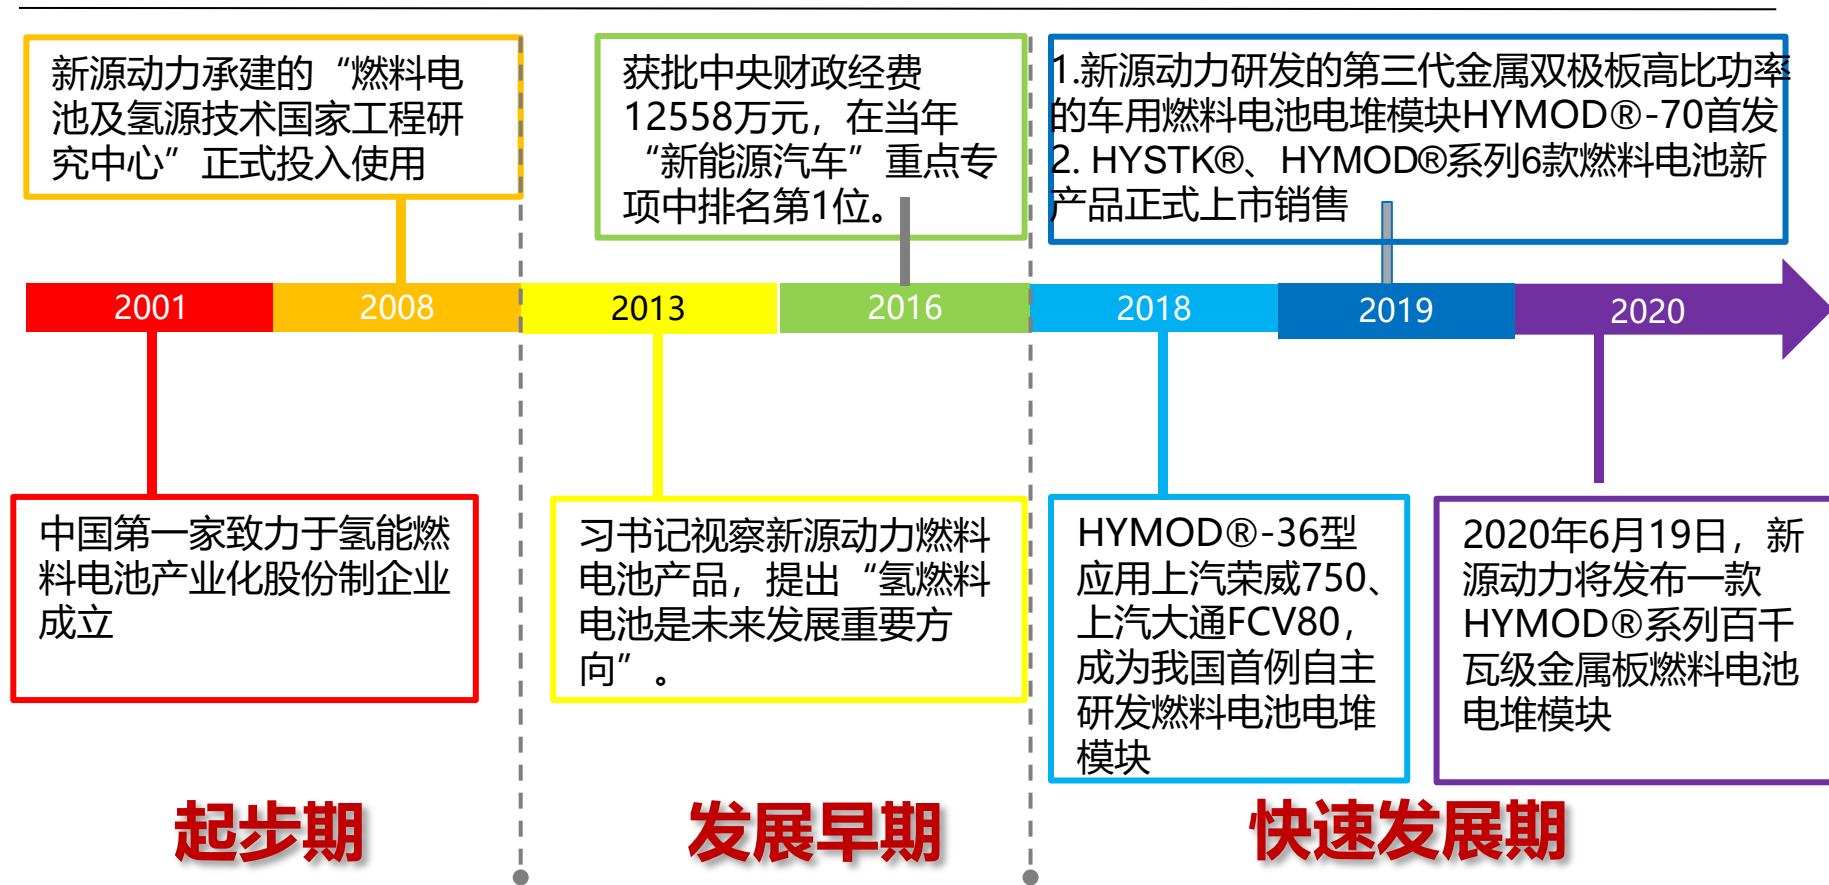 新源动力承建的“燃料电
池及氢源技术国家工程研
究中心”正式投入使用
获批中央财政经费
12558万元，在当年
“新能源汽车”重点专
项中排名第1位。
1.新源动力研发的第三代金属双极板高比功率
的车用燃料电池电堆模块HYMOD®-70首发
2. HYSTK®、HYMOD®系列6款燃料电池新
产品正式上市销售
2001
2008
2013
2016
2018
2019
2020
中国第一家致力于氢能燃
料电池产业化股份制企业
成立
习书记视察新源动力燃料
电池产品，提出“氢燃料
电池是未来发展重要方
向”。
HYMOD®-36型
应用上汽荣威750、
上汽大通FCV80，
成为我国首例自主
研发燃料电池电堆
模块
2020年6月19日，新
源动力将发布一款
HYMOD®系列百千
瓦级金属板燃料电池
电堆模块
起步期
发展早期
快速发展期